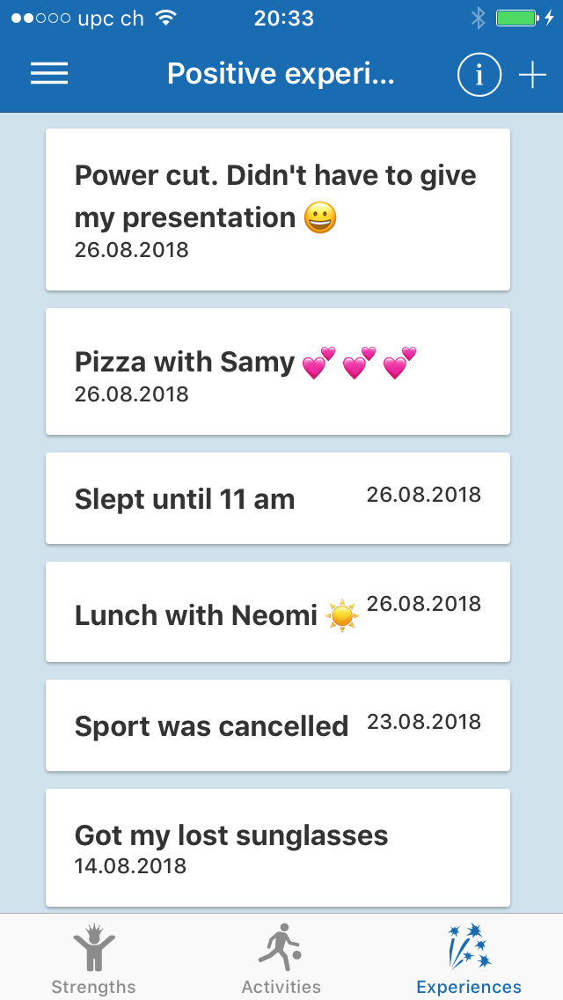 upc ch 20:33
Positive experi...
Power cut. Didn't have to give
my presentation 😀
26.08.2018
Pizza with Samy 💕 💕 💕
26.08.2018
Slept until 11 am 26.08.2018
Lunch with Neomi ☀️ 26.08.2018
Sport was cancelled 23.08.2018
Got my lost sunglasses
14.08.2018
Strengths Activities Experiences